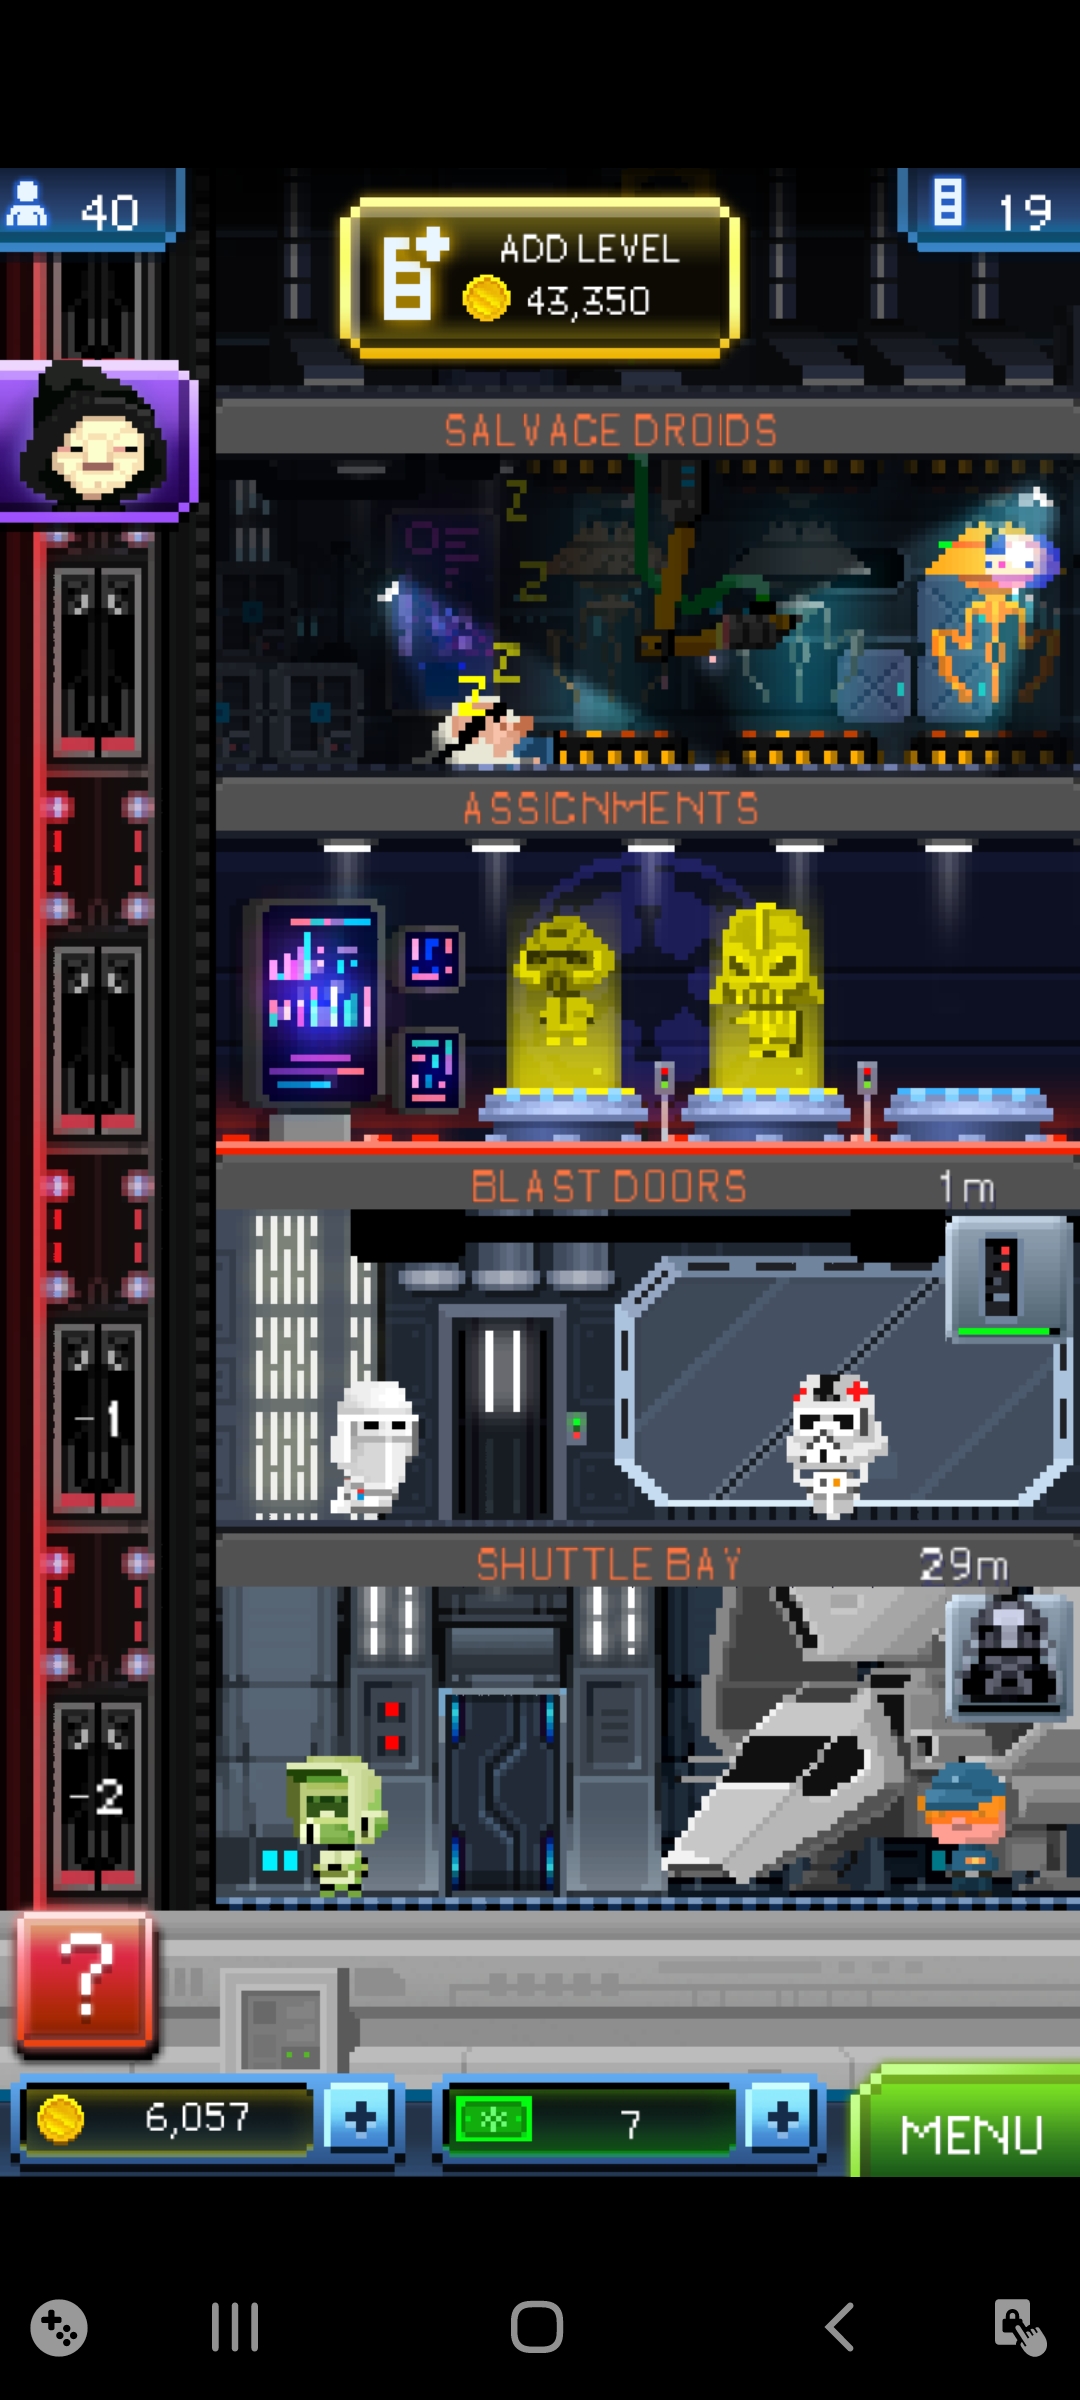 40
ADD LEVEL
43,350
19
SALVAGE DROIDS
Z
Z
Z
Z
ASSIGNMENTS
BLAST DOORS 1m
-1
SHUTTLE BAY 29m
-2
?
6,057
7
MENU